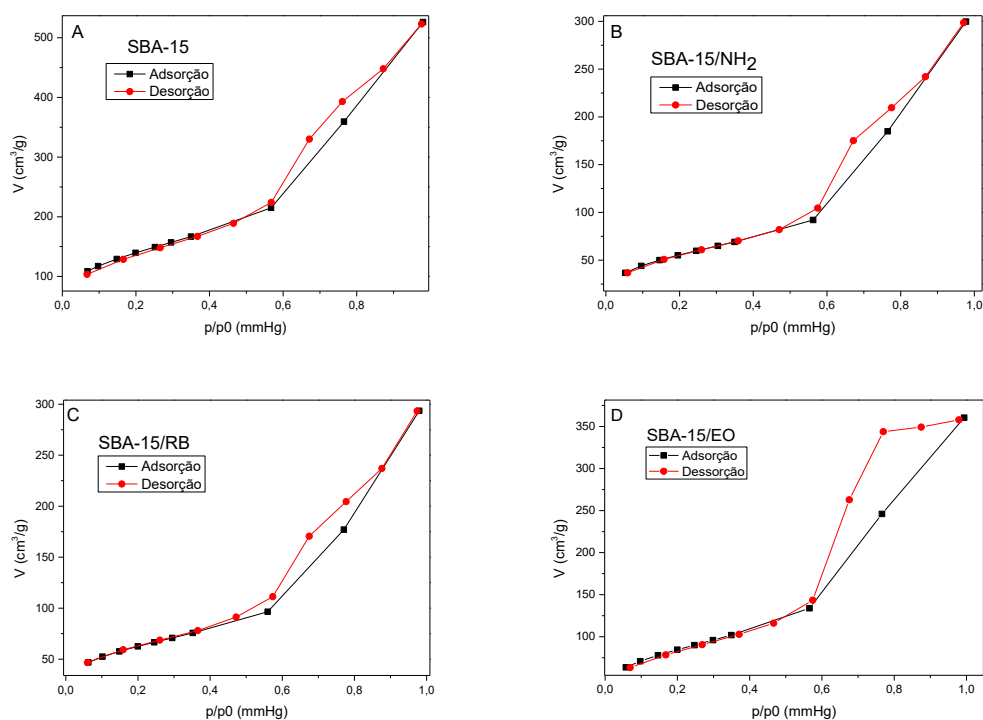 A
SBA-15
Adsorção
Desorção
500
400
300
200
100
V (cm³/g)
0,0 0,2 0,4 0,6 0,8
p/p0 (mmHg)
B
SBA-15/NH₂
Adsorção
Desorção
300
250
200
150
100
50
V (cm³/g)
0,0 0,2 0,4 0,6 0,8 1,0
p/p0 (mmHg)
C
SBA-15/RB
Adsorção
Desorção
300
250
200
150
100
50
V (cm³/g)
0,0 0,2 0,4 0,6 0,8 1,0
p/p0 (mmHg)
D
SBA-15/EO
Adsorção
Dessorção
350
300
250
200
150
100
V (cm³/g)
0,0 0,2 0,4 0,6 0,8 1,0
p/p0 (mmHg)